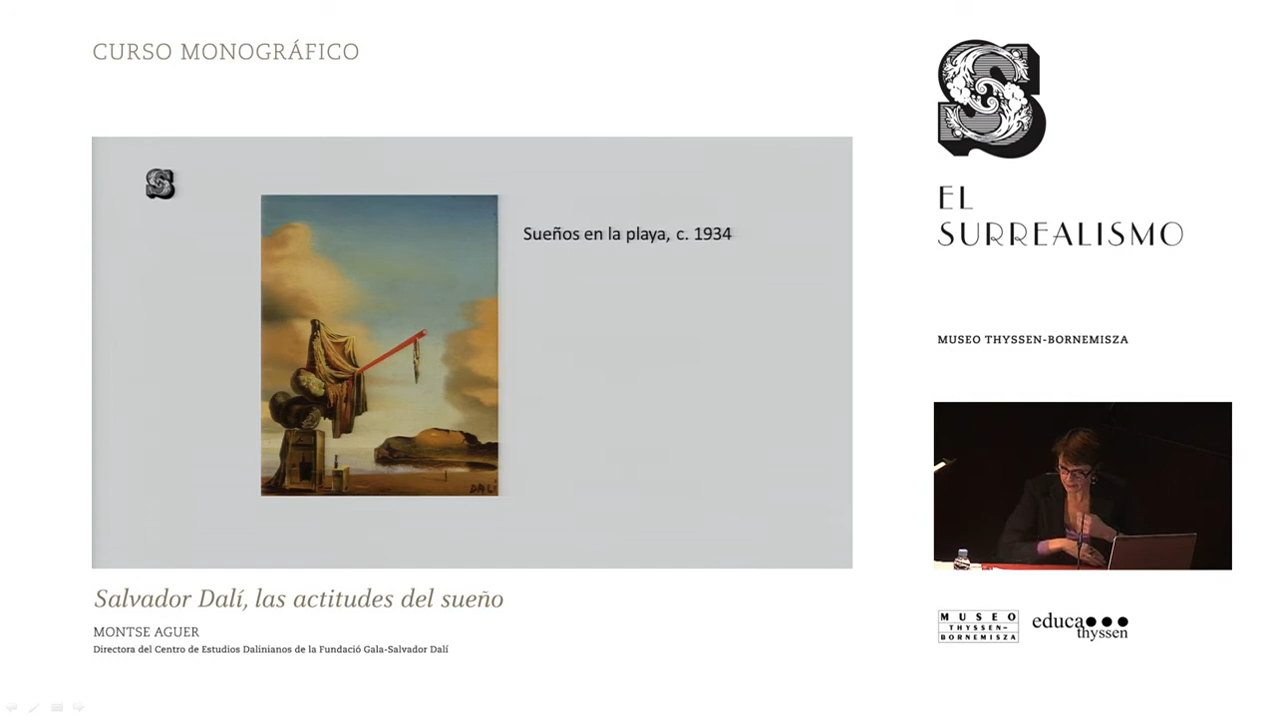 CURSO MONOGRÁFICO
S
EL
SURREALISMO
S
Sueños en la playa, c. 1934
DALÍ
MUSEO THYSSEN-BORNEMISZA
Salvador Dalí, las actitudes del sueño
MONTSE AGUER
Directora del Centro de Estudios Dalinianos de la Fundació Gala-Salvador Dalí
MUSEO
THYSSEN-
BORNEMISZA
educa
thyssen